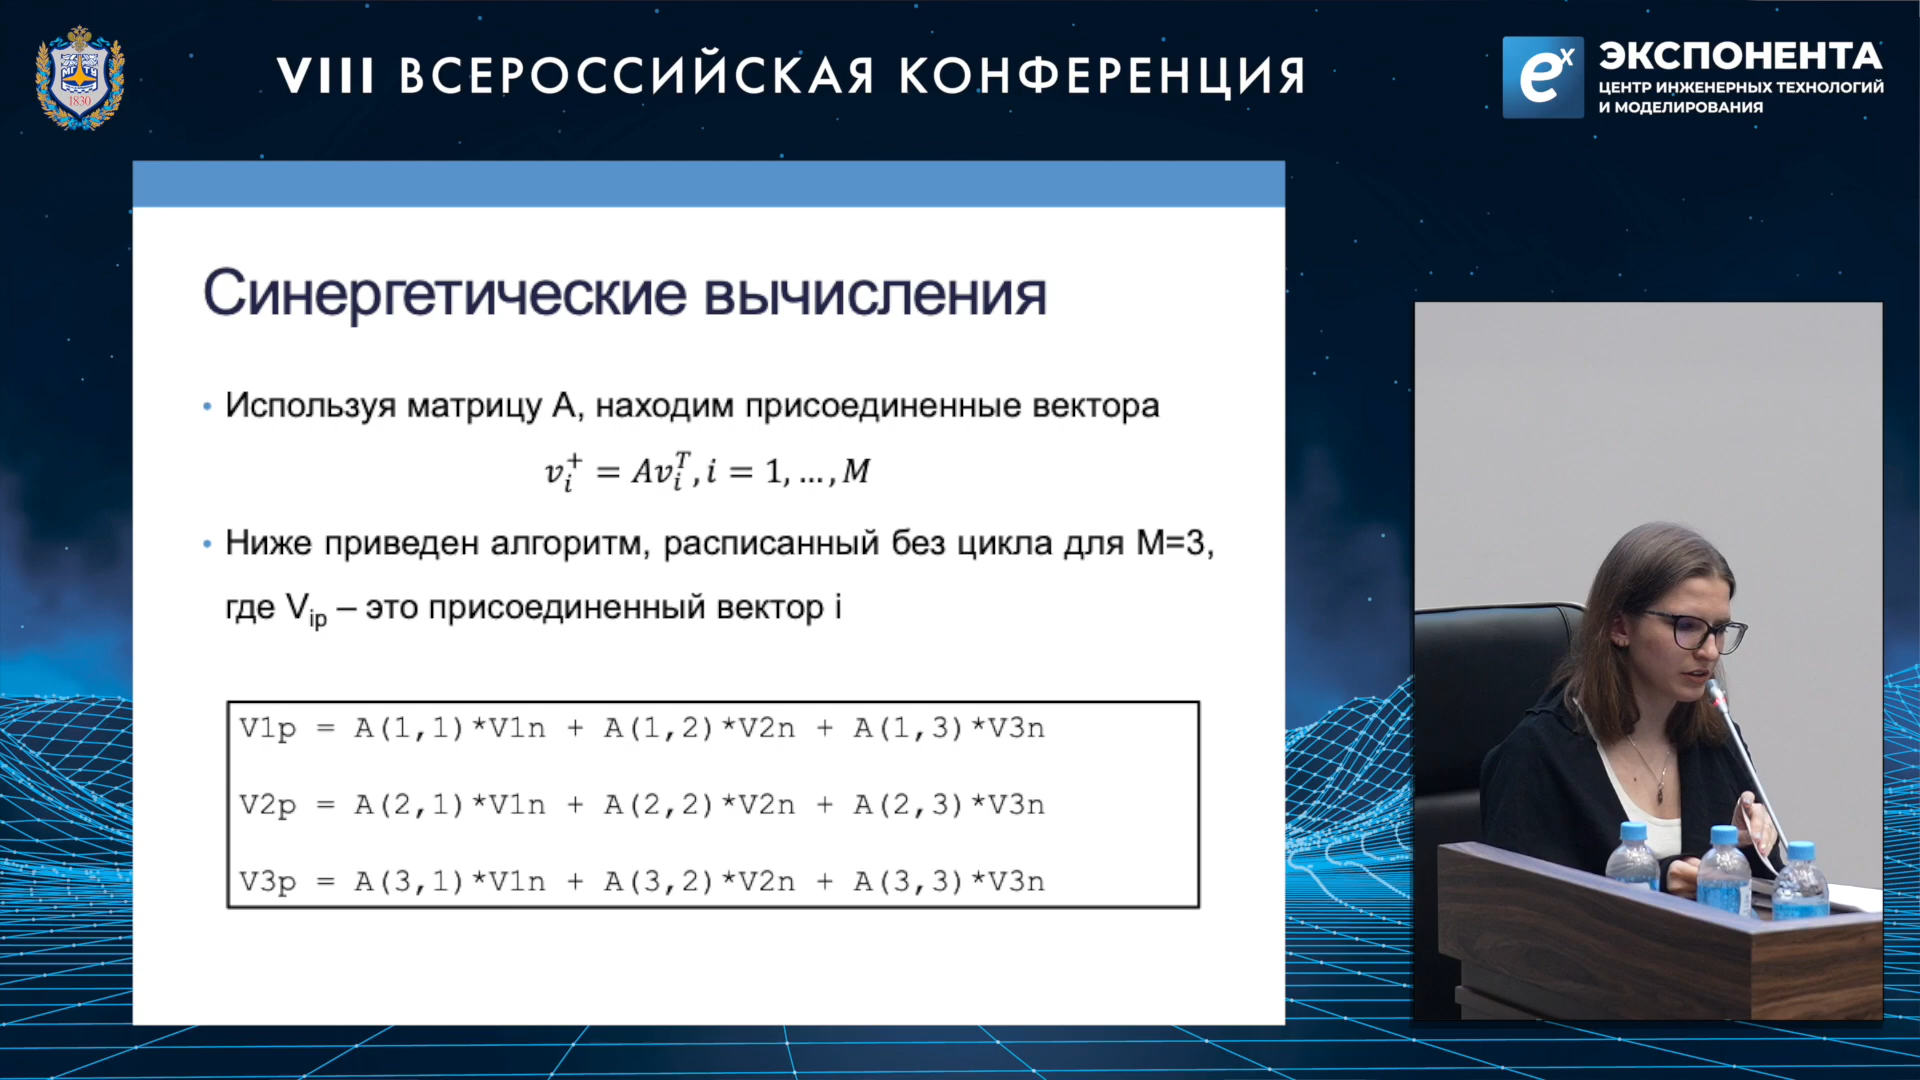 МГТУ
1830
VIII ВСЕРОССИЙСКАЯ КОНФЕРЕНЦИЯ
e^x
ЭКСПОНЕНТА
ЦЕНТР ИНЖЕНЕРНЫХ ТЕХНОЛОГИЙ
И МОДЕЛИРОВАНИЯ
Синергетические вычисления
• Используя матрицу А, находим присоединенные вектора
v_i^+ = Av_i^T, i = 1, …, M
• Ниже приведен алгоритм, расписанный без цикла для M=3,
где V_ip – это присоединенный вектор i
V1p = A(1,1)*V1n + A(1,2)*V2n + A(1,3)*V3n
V2p = A(2,1)*V1n + A(2,2)*V2n + A(2,3)*V3n
V3p = A(3,1)*V1n + A(3,2)*V2n + A(3,3)*V3n